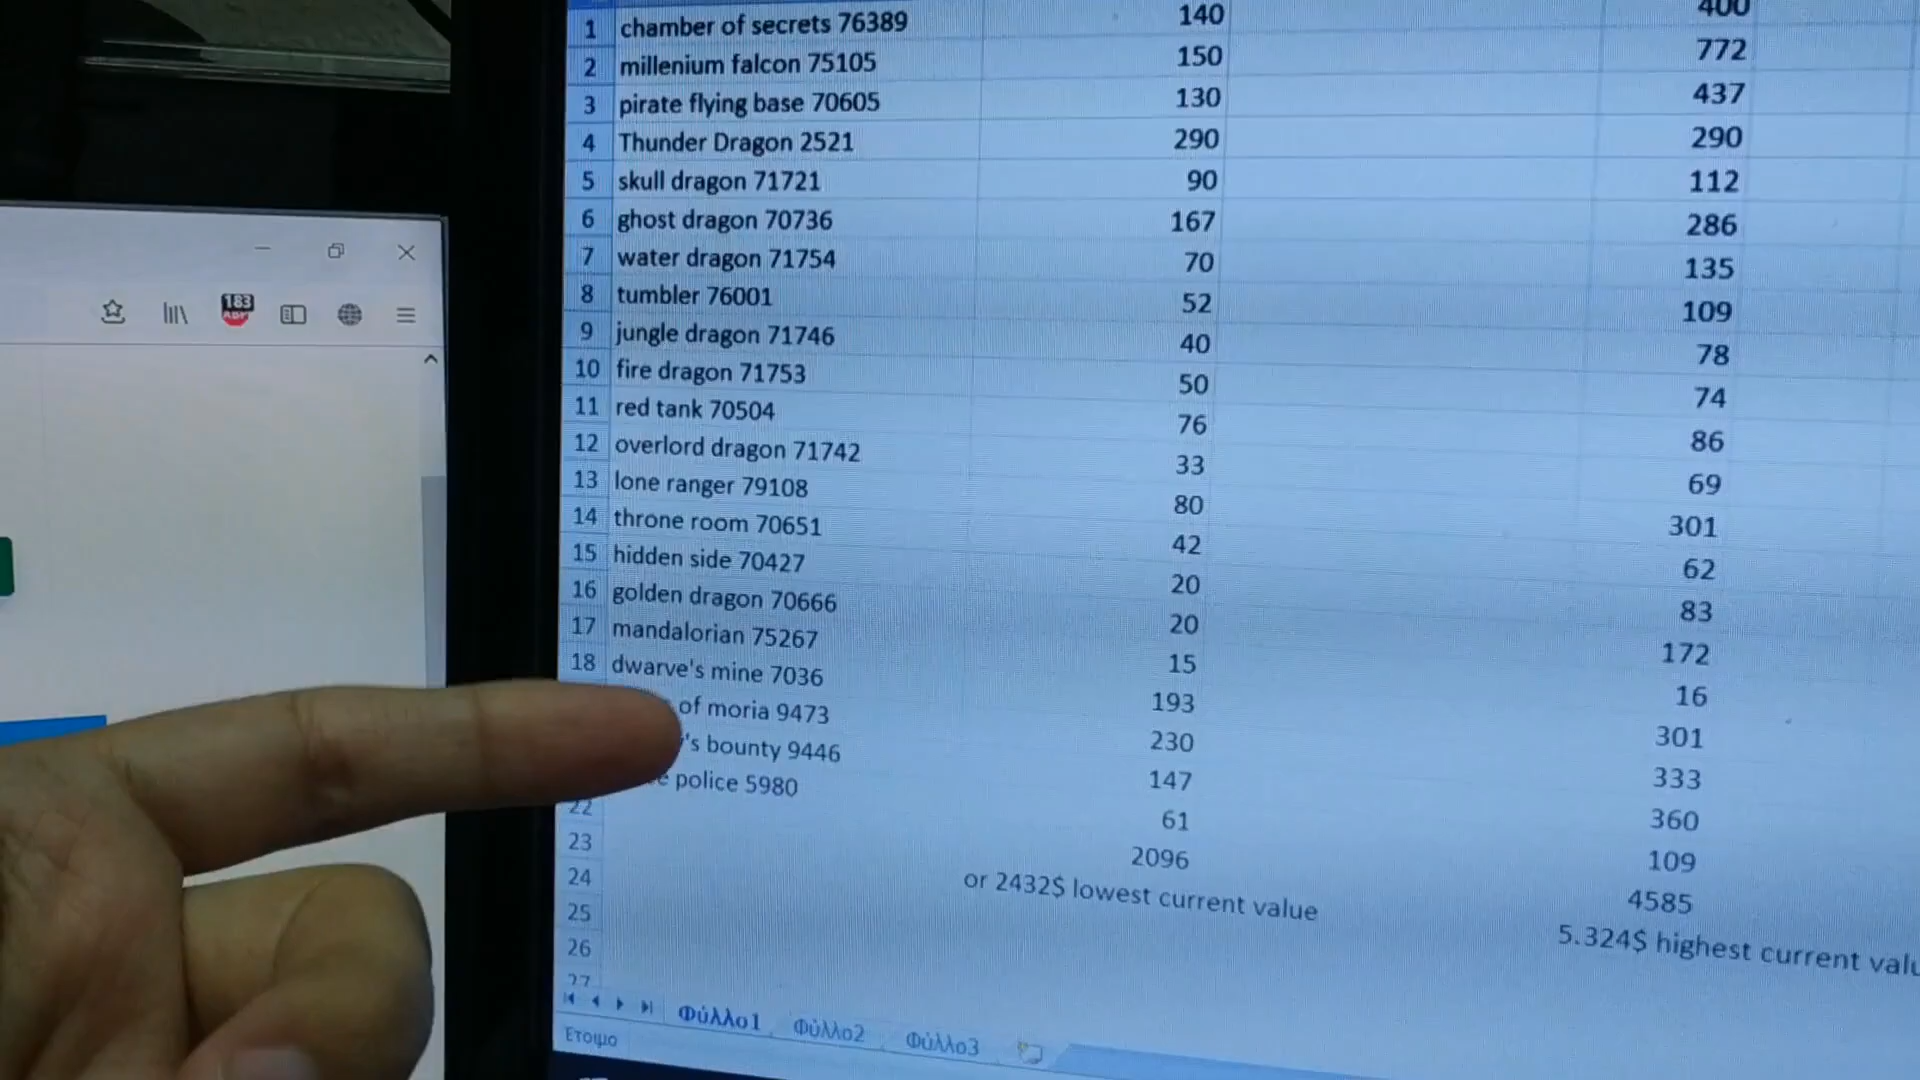 1 chamber of secrets 76389 140 400
2 millenium falcon 75105 150 772
3 pirate flying base 70605 130 437
4 Thunder Dragon 2521 290 290
5 skull dragon 71721 90 112
6 ghost dragon 70736 167 286
7 water dragon 71754 70 135
8 tumbler 76001 52 109
9 jungle dragon 71746 40 78
10 fire dragon 71753 50 74
11 red tank 70504 76 86
12 overlord dragon 71742 33 69
13 lone ranger 79108 80 301
14 throne room 70651 42 62
15 hidden side 70427 20 83
16 golden dragon 70666 20 172
17 mandalorian 75267 15 16
18 dwarve's mine 7036 193 301
of moria 9473 230 333
's bounty 9446 147 360
police 5980 61 109
22 2096 4585
23 or 2432$ lowest current value 5.324$ highest current valu
24
25
26
27
Φύλλο1 Φύλλο2 Φύλλο3
Έτοιμο
183
ABP